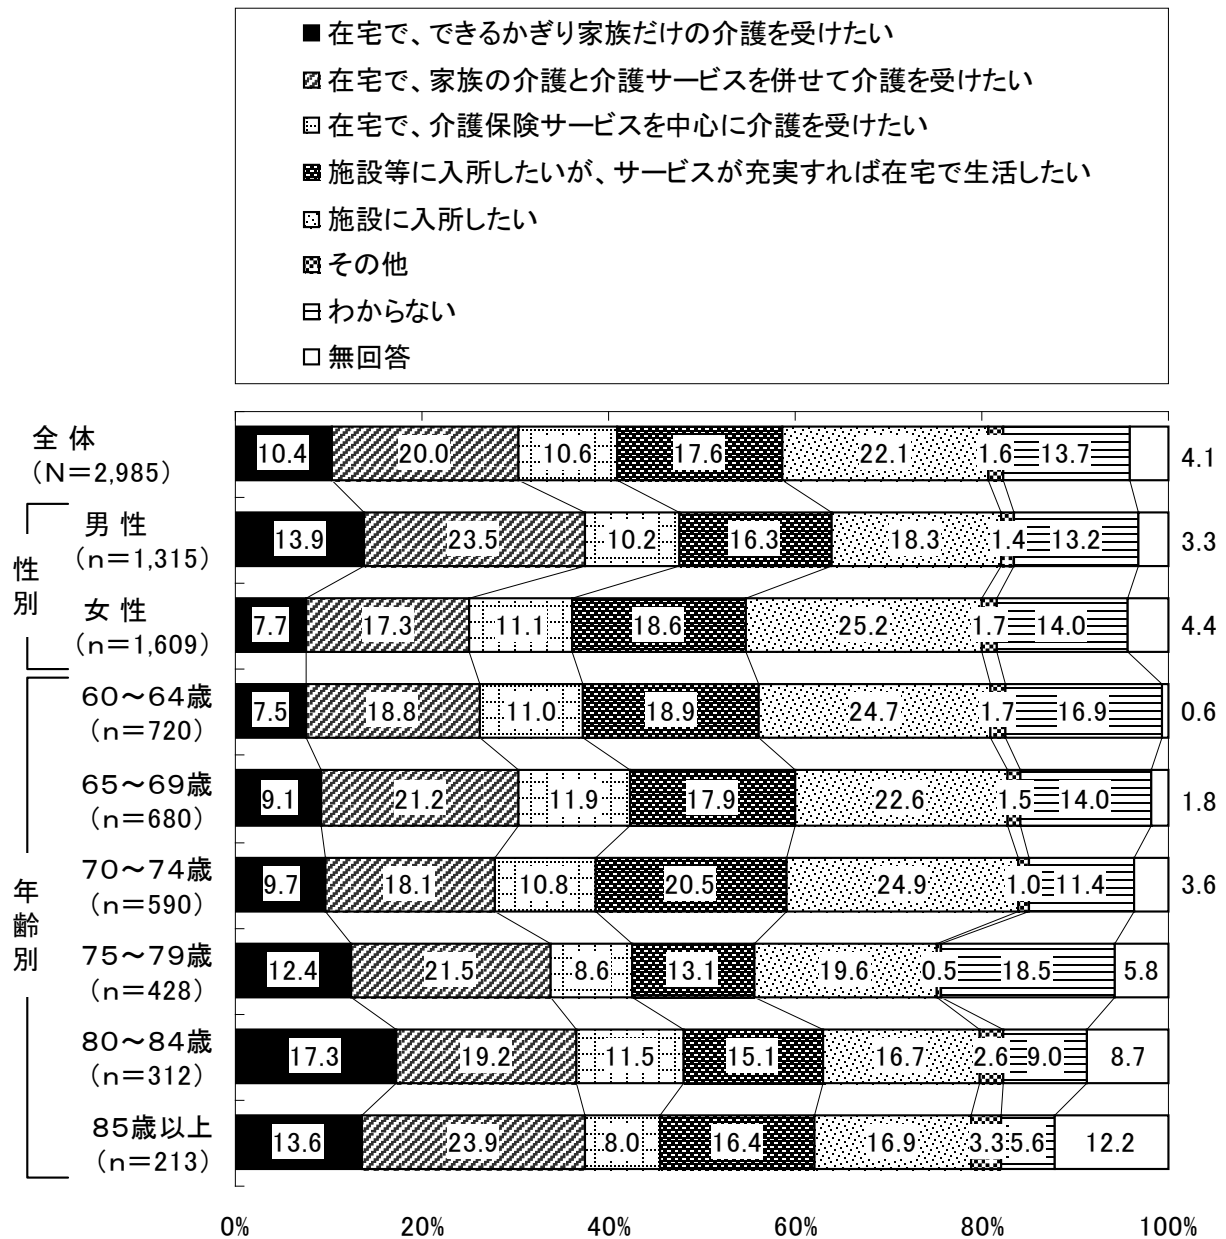 在宅で、できるかぎり家族だけの介護を受けたい
在宅で、家族の介護と介護サービスを併せて介護を受けたい
在宅で、介護保険サービスを中心に介護を受けたい
施設等に入所したいが、サービスが充実すれば在宅で生活したい
施設に入所したい
その他
わからない
無回答
全 体
（N＝2,985）
10.4 20.0 10.6 17.6 22.1 1.6 13.7 4.1
性別
男 性
（n＝1,315）
13.9 23.5 10.2 16.3 18.3 1.4 13.2 3.3
女 性
（n＝1,609）
7.7 17.3 11.1 18.6 25.2 1.7 14.0 4.4
年齢別
60～64歳
（n＝720）
7.5 18.8 11.0 18.9 24.7 1.7 16.9 0.6
65～69歳
（n＝680）
9.1 21.2 11.9 17.9 22.6 1.5 14.0 1.8
70～74歳
（n＝590）
9.7 18.1 10.8 20.5 24.9 1.0 11.4 3.6
75～79歳
（n＝428）
12.4 21.5 8.6 13.1 19.6 0.5 18.5 5.8
80～84歳
（n＝312）
17.3 19.2 11.5 15.1 16.7 2.6 9.0 8.7
85歳以上
（n＝213）
13.6 23.9 8.0 16.4 16.9 3.3 5.6 12.2
0% 20% 40% 60% 80% 100%